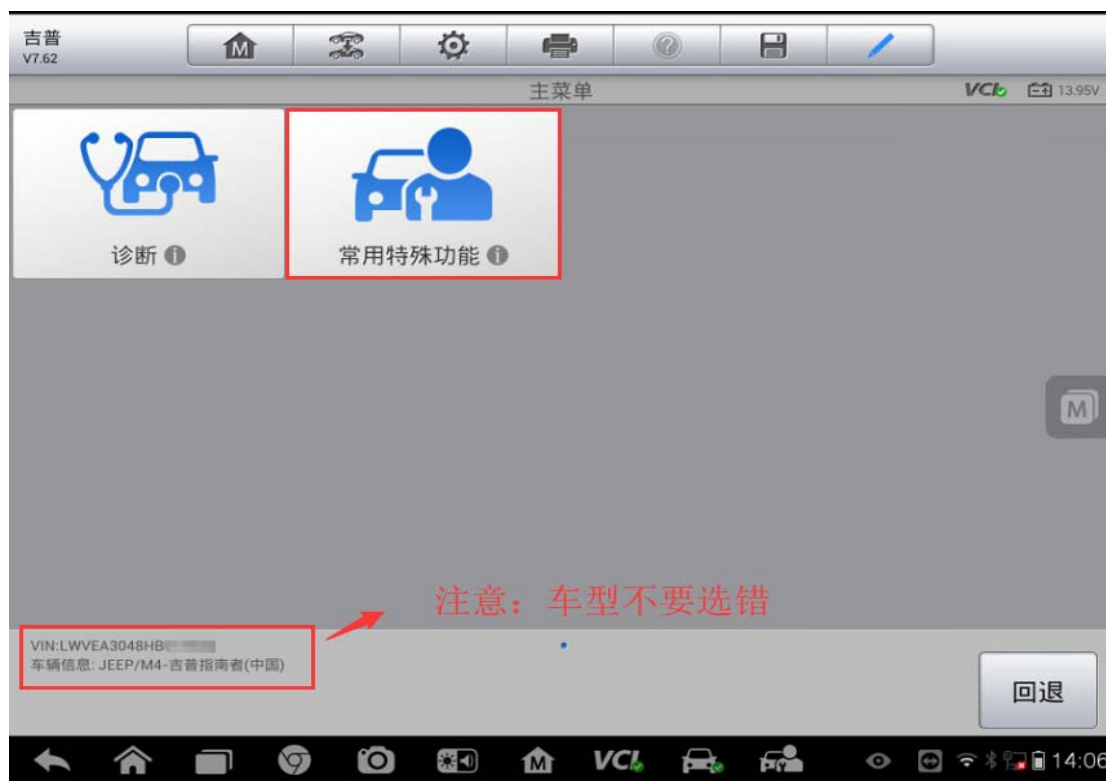 吉普
V7.62
M
?
主菜单
VCI
13.95V
诊断
常用特殊功能
M
注意：车型不要选错
VIN:LWVEA3048HB
车辆信息: JEEP/M4-吉普指南者(中国)
回退
M
VCI
14:06